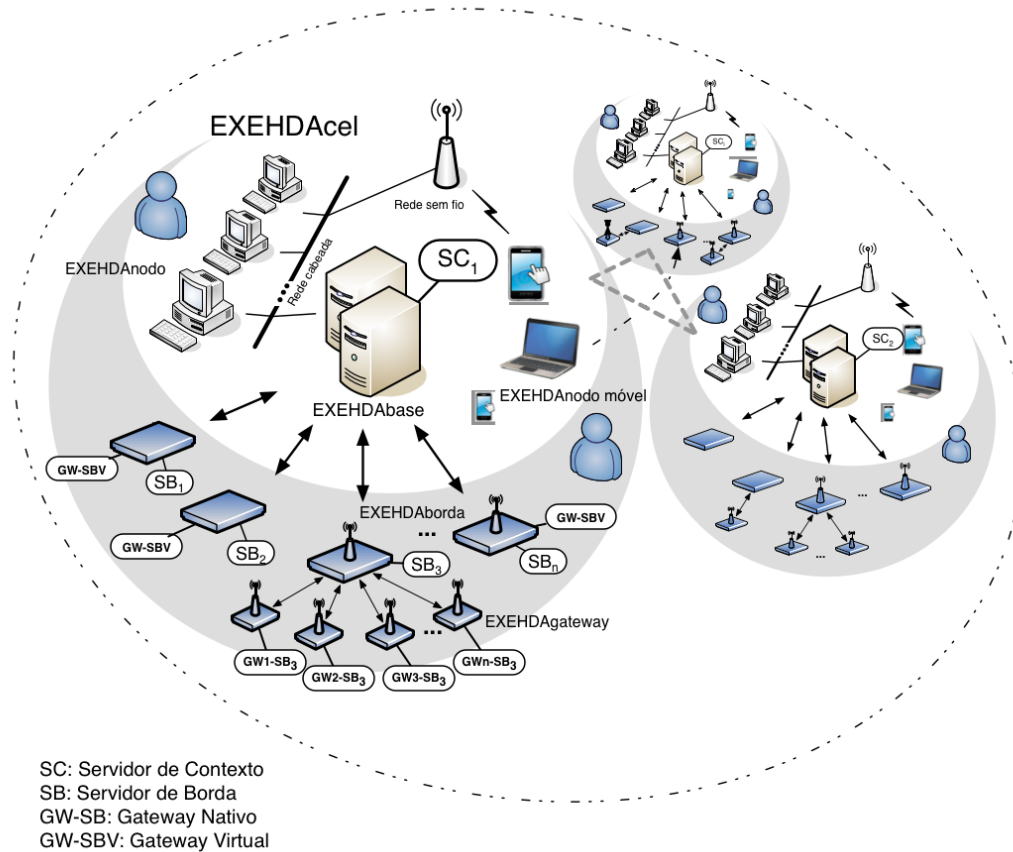 EXEHDAcel
Rede sem fio
SC₁
EXEHDAnodo
Rede cabeada
EXEHDAbase
EXEHDAnodo móvel
GW-SBV
SB₁
GW-SBV
SB₂
EXEHDAborda
...
SB₃
GW-SBV
SBₙ
EXEHDAgateway
...
GW1-SB₃
GW2-SB₃
GW3-SB₃
GWn-SB₃
SCᵢ
...
SC₂
...
...
SC: Servidor de Contexto
SB: Servidor de Borda
GW-SB: Gateway Nativo
GW-SBV: Gateway Virtual